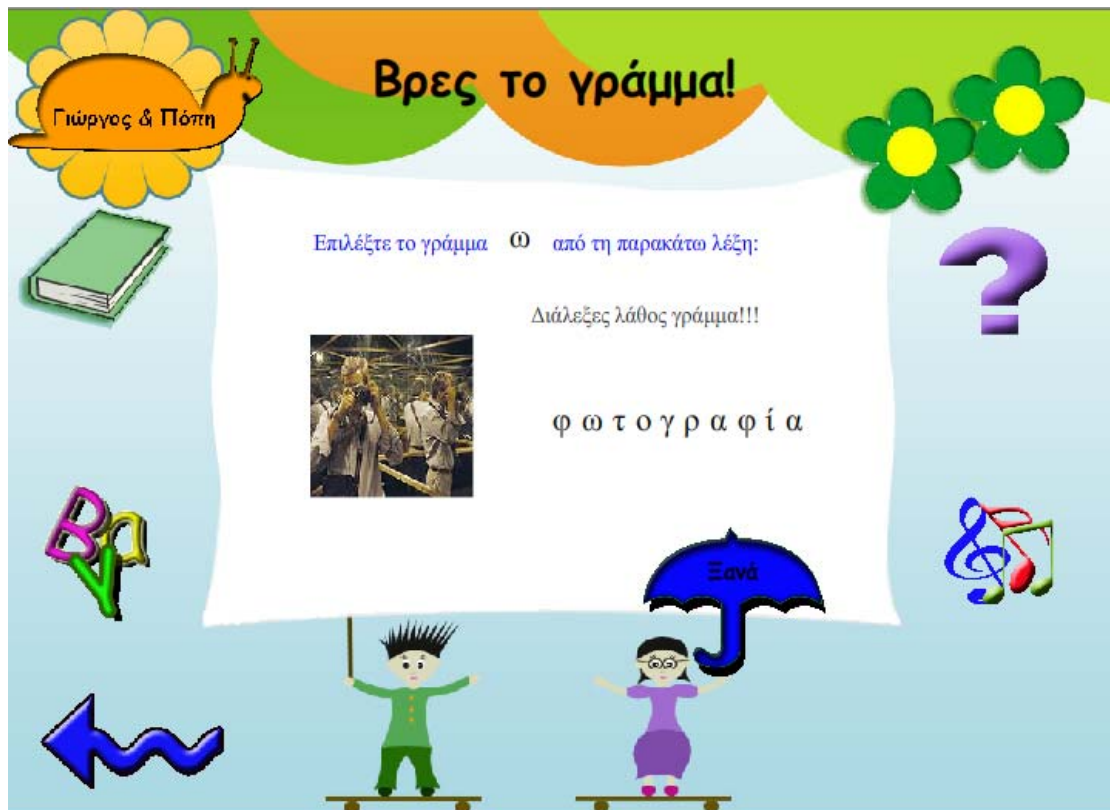 Βρες το γράμμα!
Γιώργος & Πόπη
Επιλέξτε το γράμμα ω από τη παρακάτω λέξη:
Διάλεξες λάθος γράμμα!!!
φ ω τ ο γ ρ α φ ί α
Ξανά